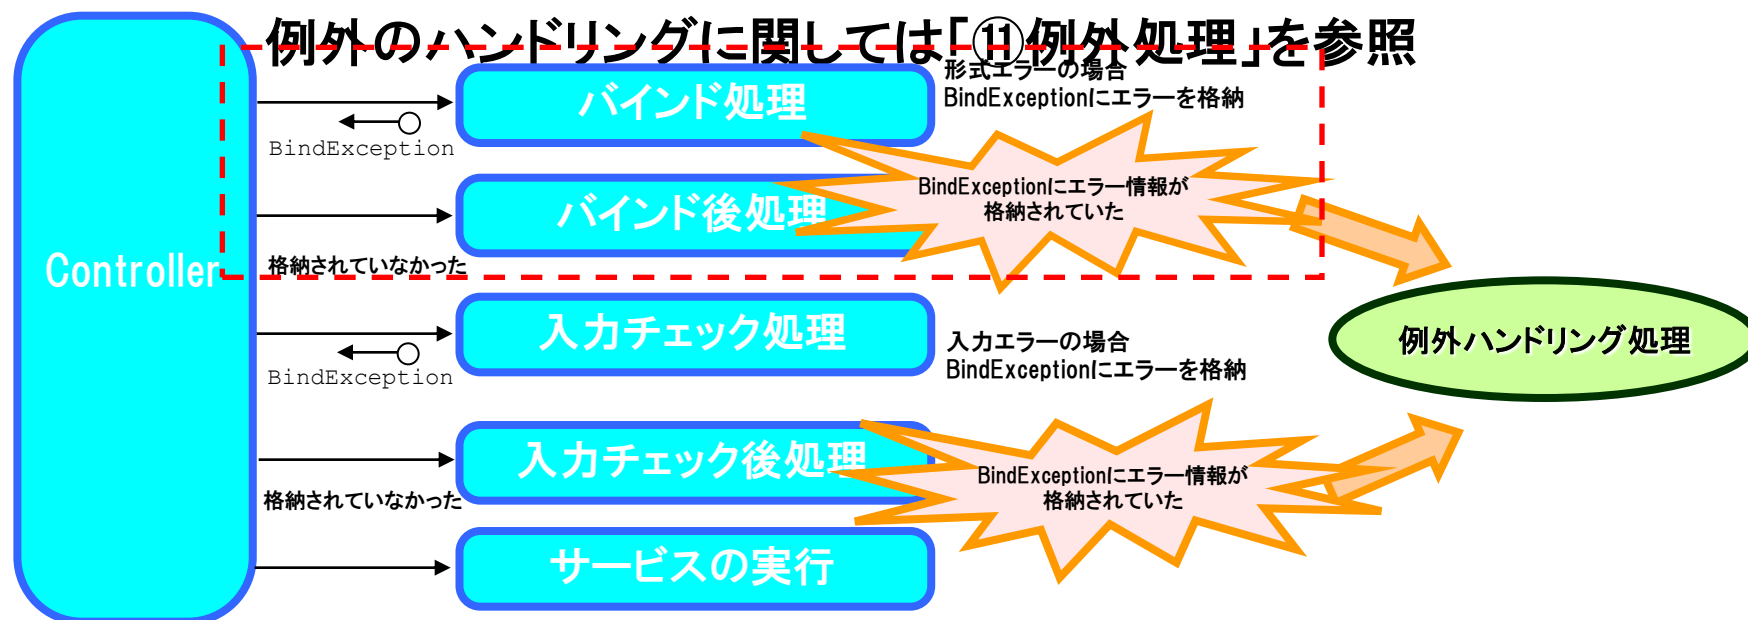 例外のハンドリングに関しては「⑪例外処理」を参照
形式エラーの場合
BindExceptionにエラーを格納
バインド処理
BindException
BindExceptionにエラー情報が
格納されていた
バインド後処理
格納されていなかった
Controller
入力チェック処理
入力エラーの場合
BindExceptionにエラーを格納
例外ハンドリング処理
BindException
入力チェック後処理
BindExceptionにエラー情報が
格納されていた
格納されていなかった
サービスの実行